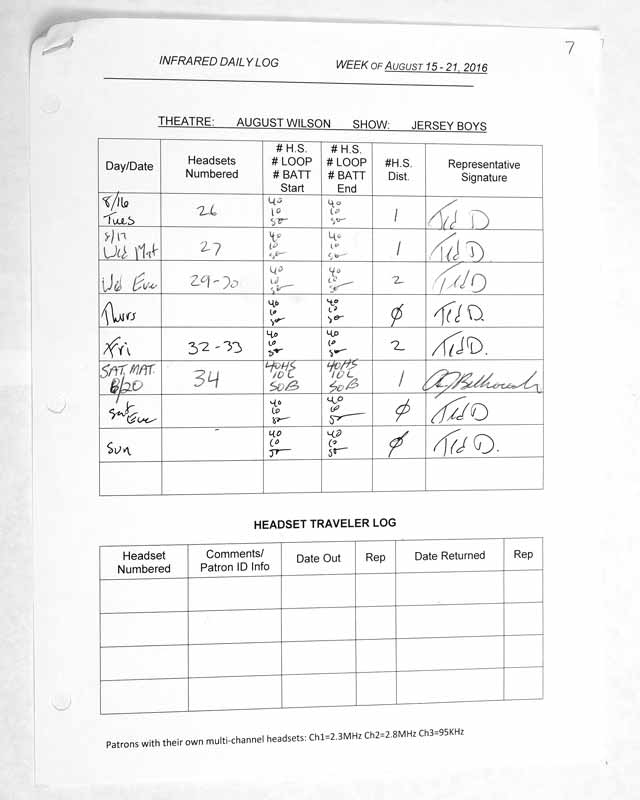 7
INFRARED DAILY LOG WEEK OF AUGUST 15 - 21, 2016
THEATRE: AUGUST WILSON SHOW: JERSEY BOYS
Day/Date Headsets Numbered # H.S. # LOOP # BATT Start # H.S. # LOOP # BATT End #H.S. Dist. Representative Signature
8/16 Tues 26 40 10 50 40 10 50 1 Ted D
8/17 Wd Mat 27 40 10 50 40 10 50 1 Ted D.
Wd Eve 29-30 40 10 50 40 10 50 2 Ted D
Thurs 40 10 50 40 10 50 Ø Ted D.
Fri 32-33 40 10 50 40 10 50 2 Ted D.
SAT. MAT. 8/20 34 40HS 10L 50B 40HS 10L 50B 1
Sat Eve 40 10 50 40 10 50 Ø Ted D
Sun 40 10 50 40 10 50 Ø Ted D.
HEADSET TRAVELER LOG
Headset Numbered Comments/ Patron ID Info Date Out Rep Date Returned Rep
Patrons with their own multi-channel headsets: Ch1=2.3MHz Ch2=2.8MHz Ch3=95KHz